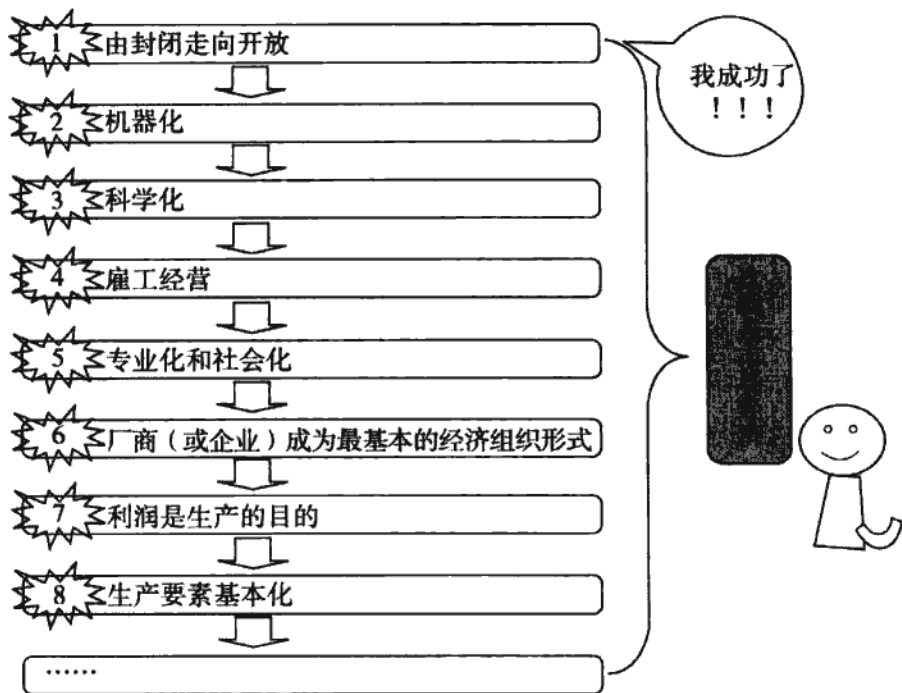 1 由封闭走向开放
我成功了
！！！
2 机器化
3 科学化
4 雇工经营
5 专业化和社会化
6 厂商（或企业）成为最基本的经济组织形式
7 利润是生产的目的
8 生产要素基本化
……